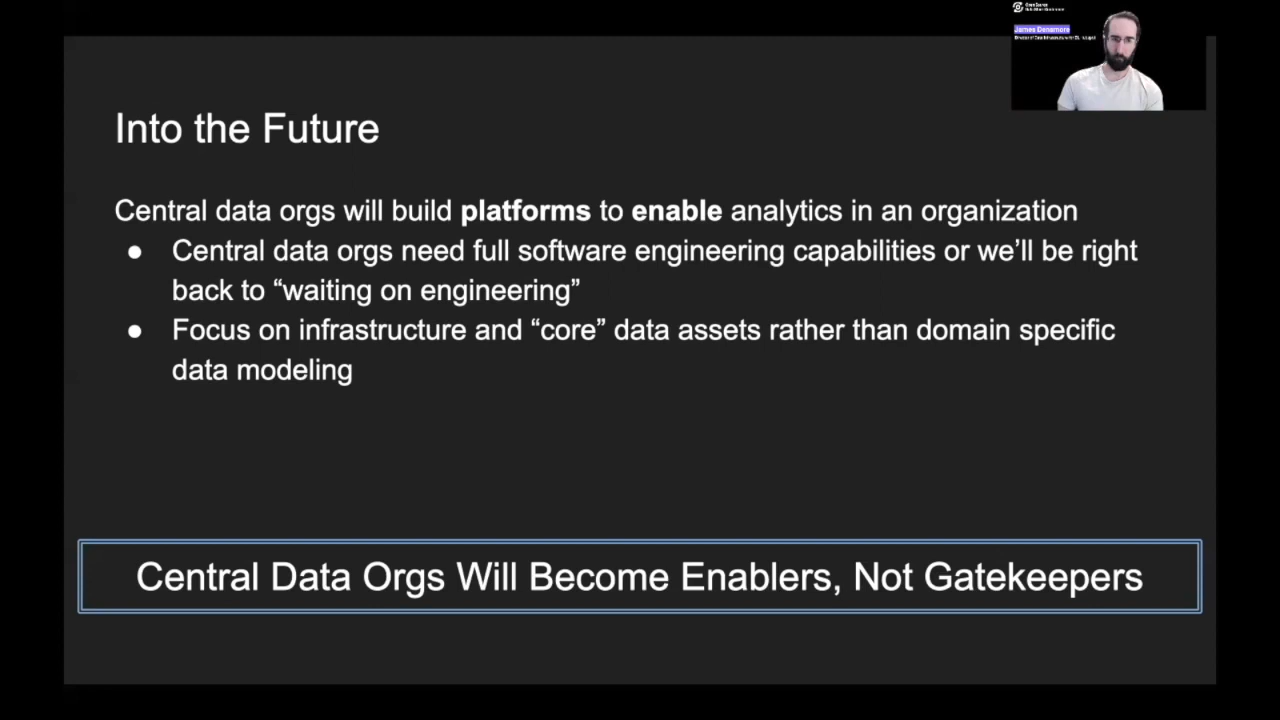 James Densmore
Into the Future
Central data orgs will build platforms to enable analytics in an organization
● Central data orgs need full software engineering capabilities or we’ll be right
back to “waiting on engineering”
● Focus on infrastructure and “core” data assets rather than domain specific
data modeling
Central Data Orgs Will Become Enablers, Not Gatekeepers